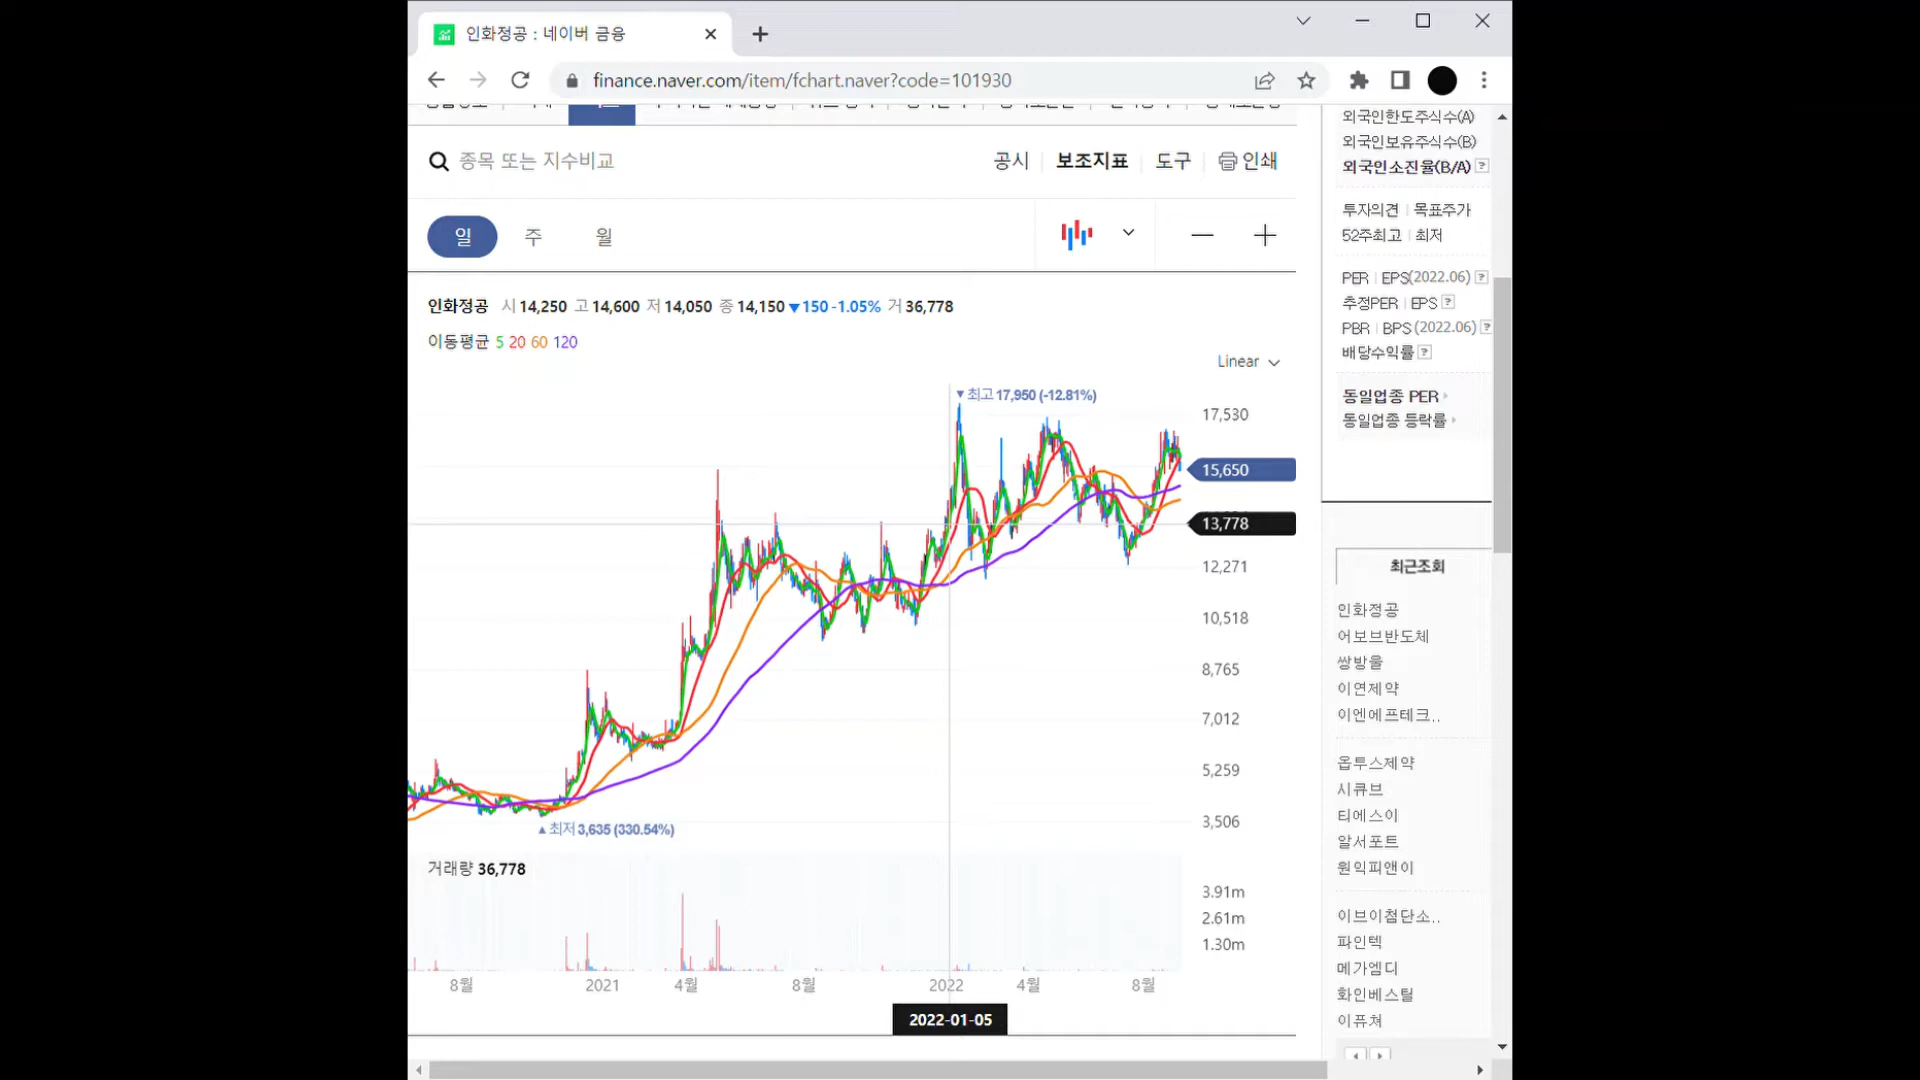 인화정공 : 네이버 금융
finance.naver.com/item/fchart.naver?code=101930
종목 또는 지수비교
공시 보조지표 도구 인쇄
일 주 월
인화정공 시 14,250 고 14,600 저 14,050 종 14,150 ▼150 -1.05% 거 36,778
이동평균 5 20 60 120
Linear
▼최고 17,950 (-12.81%)
17,530
15,650
13,778
12,271
10,518
8,765
7,012
5,259
3,506
▲최저 3,635 (330.54%)
거래량 36,778
3.91m
2.61m
1.30m
8월 2021 4월 8월 2022 4월 8월
2022-01-05
외국인한도주식수(A)
외국인보유주식수(B)
외국인소진율(B/A) ?
투자의견 | 목표주가
52주최고 | 최저
PER | EPS(2022.06) ?
추정PER | EPS ?
PBR | BPS (2022.06) ?
배당수익률 ?
동일업종 PER
동일업종 등락률
최근조회
인화정공
어보브반도체
쌍방울
이연제약
이엔에프테크..
옵투스제약
시큐브
티에스이
알서포트
원익피앤이
이브이첨단소..
파인텍
메가엠디
화인베스틸
이퓨쳐